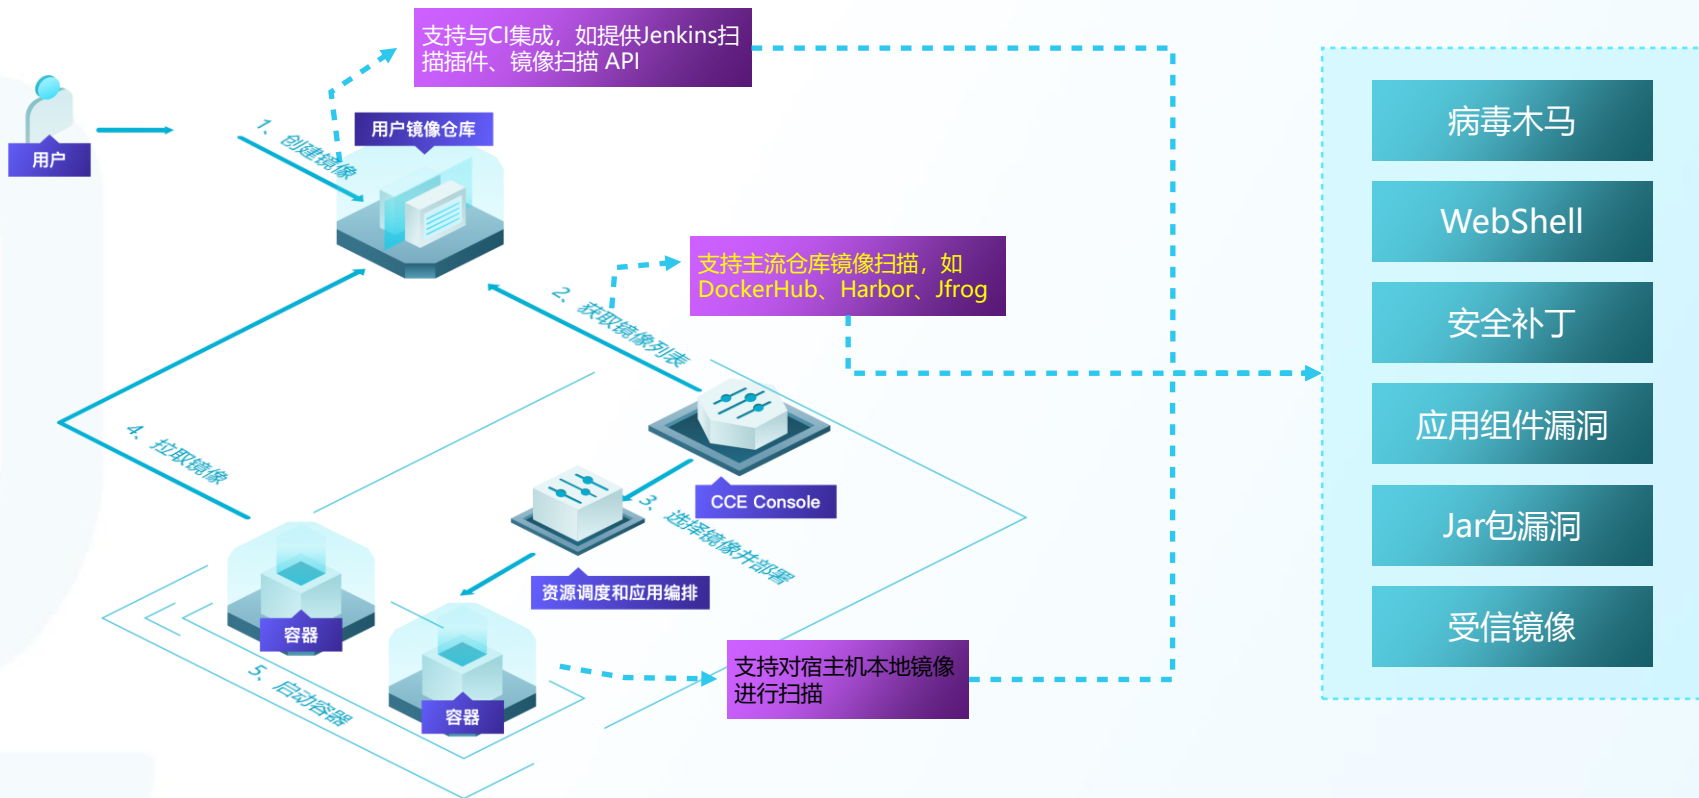 支持与CI集成，如提供Jenkins扫
描插件、镜像扫描 API
用户
1、创建镜像
用户镜像仓库
支持主流仓库镜像扫描，如
DockerHub、Harbor、Jfrog
2、获取镜像列表
4、拉取镜像
CCE Console
3、选择镜像并部署
资源调度和应用编排
容器
容器
5、启动容器
支持对宿主机本地镜像
进行扫描
病毒木马
WebShell
安全补丁
应用组件漏洞
Jar包漏洞
受信镜像